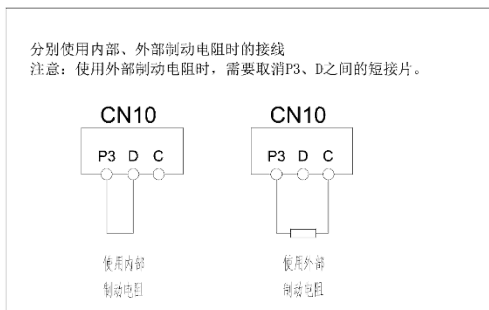 分别使用内部、外部制动电阻时的接线
注意：使用外部制动电阻时，需要取消P3、D之间的短接片。
CN10
CN10
P3 D C
P3 D C
使用内部
制动电阻
使用外部
制动电阻